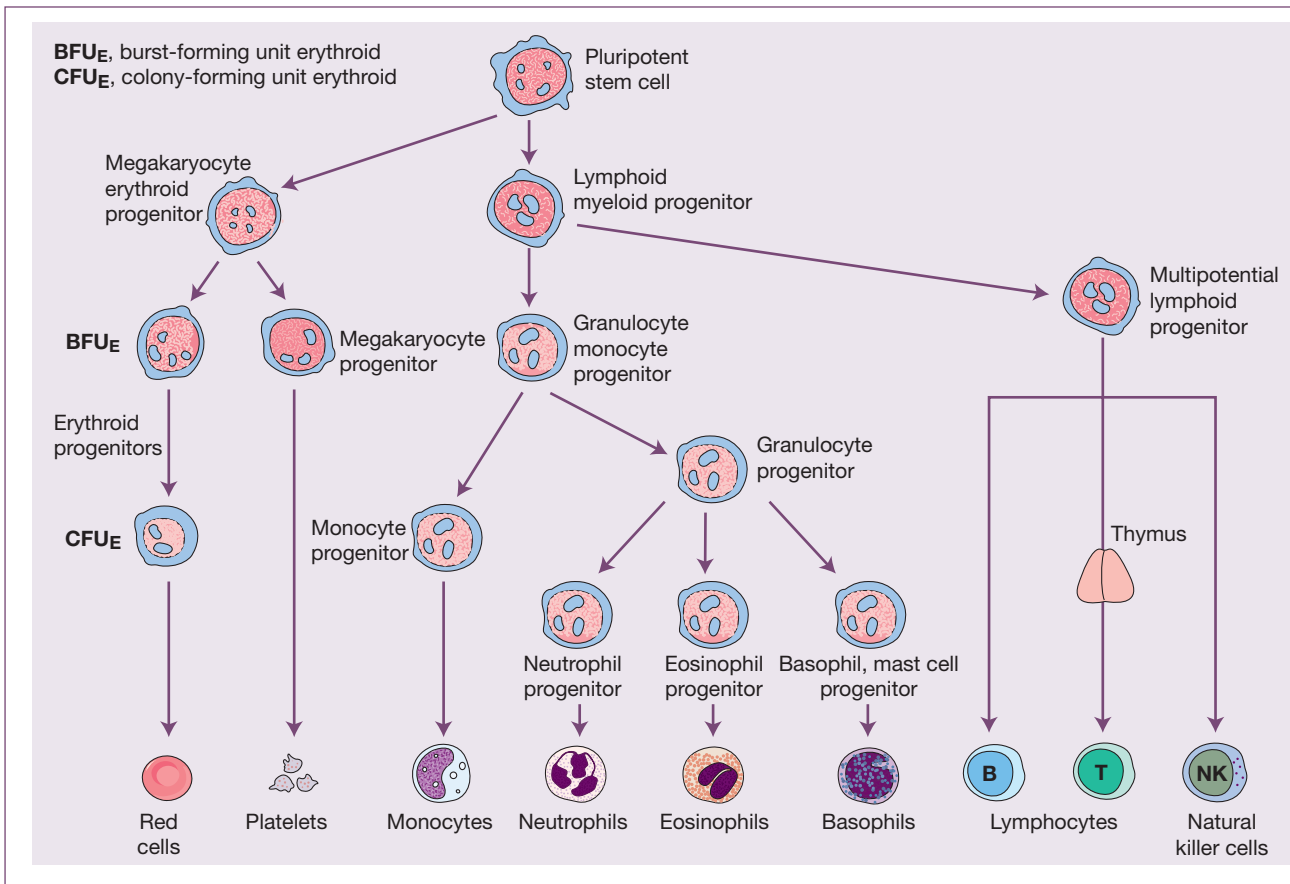 BFUE, burst-forming unit erythroid
CFUE, colony-forming unit erythroid
Pluripotent
stem cell
Megakaryocyte
erythroid
progenitor
Lymphoid
myeloid progenitor
Multipotential
lymphoid
progenitor
BFUE
Megakaryocyte
progenitor
Granulocyte
monocyte
progenitor
Erythroid
progenitors
Granulocyte
progenitor
CFUE
Monocyte
progenitor
Thymus
Neutrophil
progenitor
Eosinophil
progenitor
Basophil, mast cell
progenitor
B
T
NK
Red
cells
Platelets
Monocytes
Neutrophils
Eosinophils
Basophils
Lymphocytes
Natural
killer cells